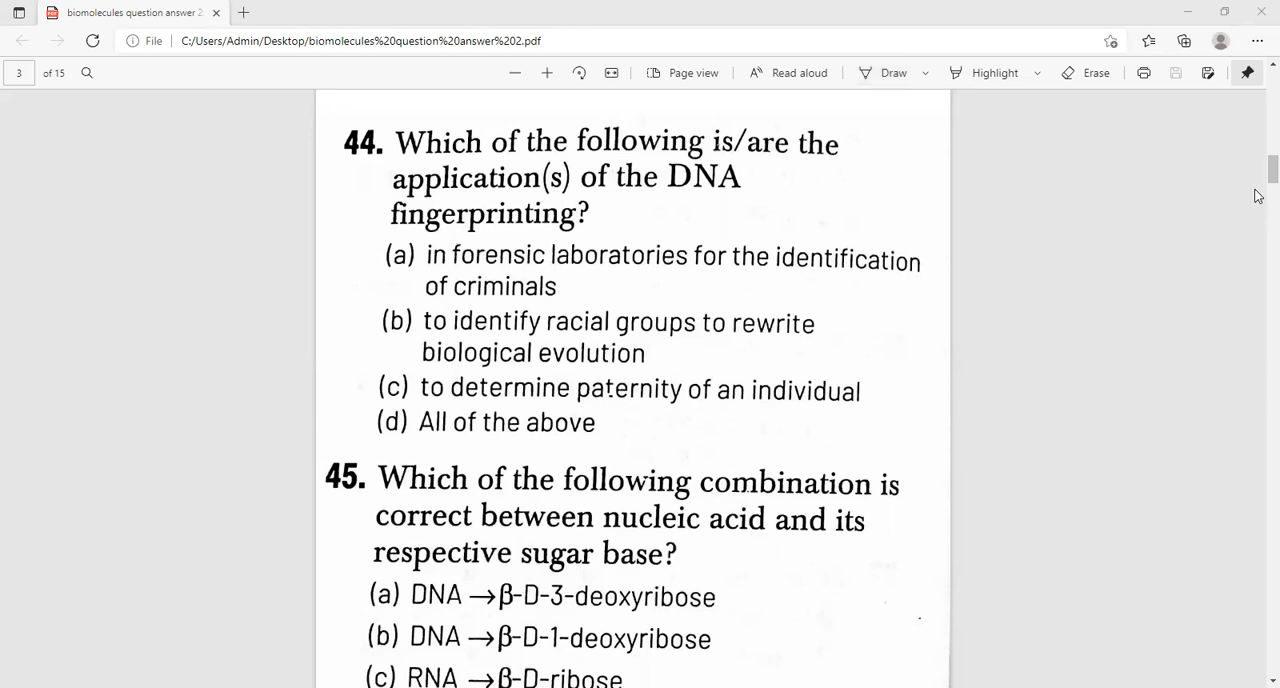 biomolecules question answer 2
File C:/Users/Admin/Desktop/biomolecules%20question%20answer%202.pdf
3 of 15 Page view Read aloud Draw Highlight Erase
44. Which of the following is/are the
application(s) of the DNA
fingerprinting?
(a) in forensic laboratories for the identification
of criminals
(b) to identify racial groups to rewrite
biological evolution
(c) to determine paternity of an individual
(d) All of the above
45. Which of the following combination is
correct between nucleic acid and its
respective sugar base?
(a) DNA →β-D-3-deoxyribose
(b) DNA →β-D-1-deoxyribose
(c) RNA →β-D-ribose